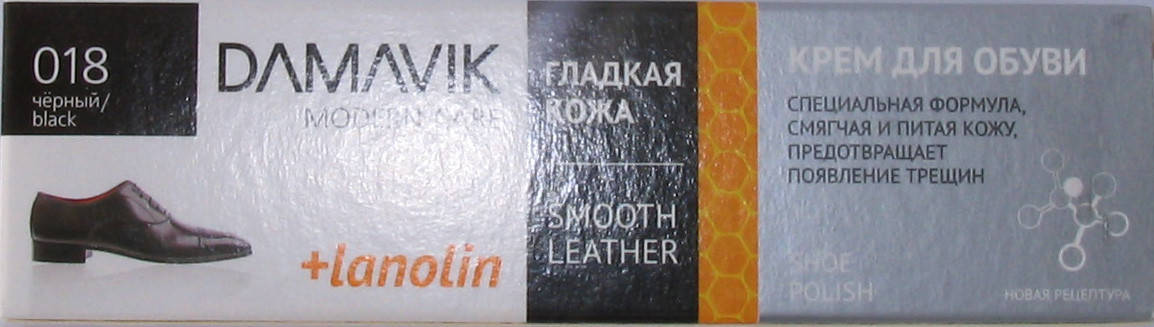 018
чёрный/
black
DAMAVIK
MODERN CARE
+lanolin
ГЛАДКАЯ
КОЖА
SMOOTH
LEATHER
КРЕМ ДЛЯ ОБУВИ
СПЕЦИАЛЬНАЯ ФОРМУЛА,
СМЯГЧАЯ И ПИТАЯ КОЖУ,
ПРЕДОТВРАЩАЕТ
ПОЯВЛЕНИЕ ТРЕЩИН
SHOE
POLISH
НОВАЯ РЕЦЕПТУРА